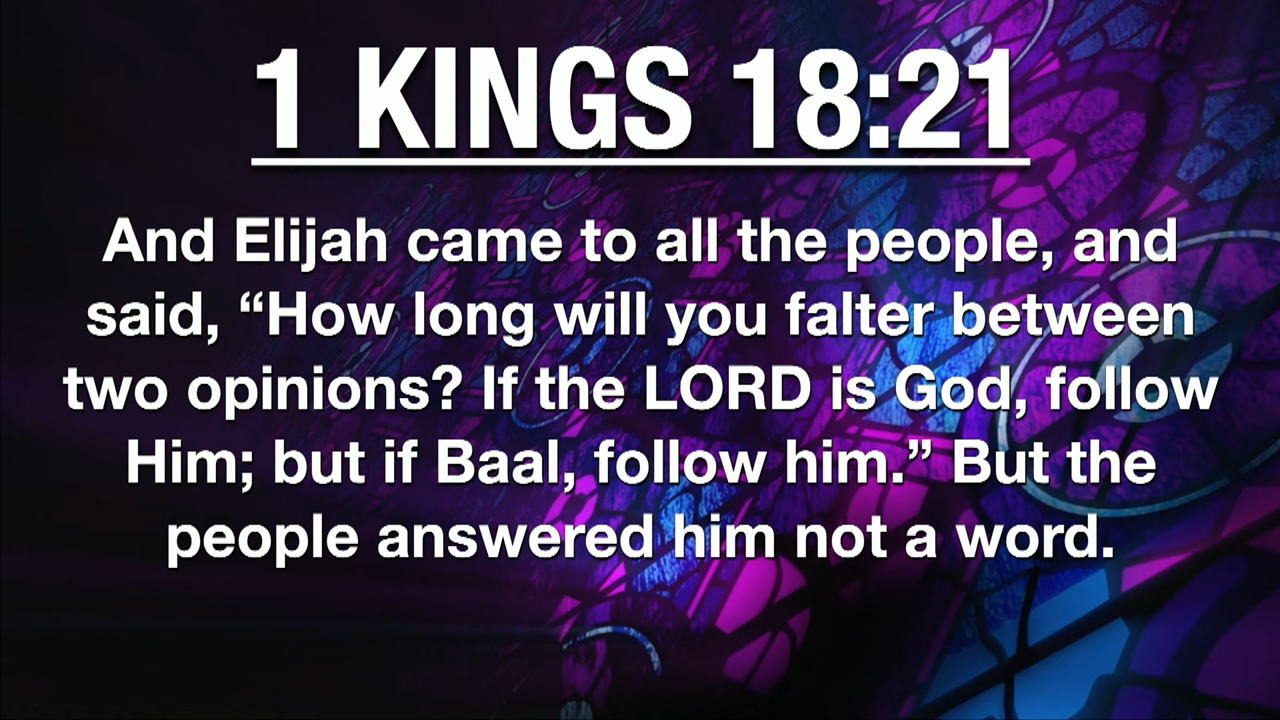 1 KINGS 18:21
And Elijah came to all the people, and
said, “How long will you falter between
two opinions? If the LORD is God, follow
Him; but if Baal, follow him.” But the
people answered him not a word.